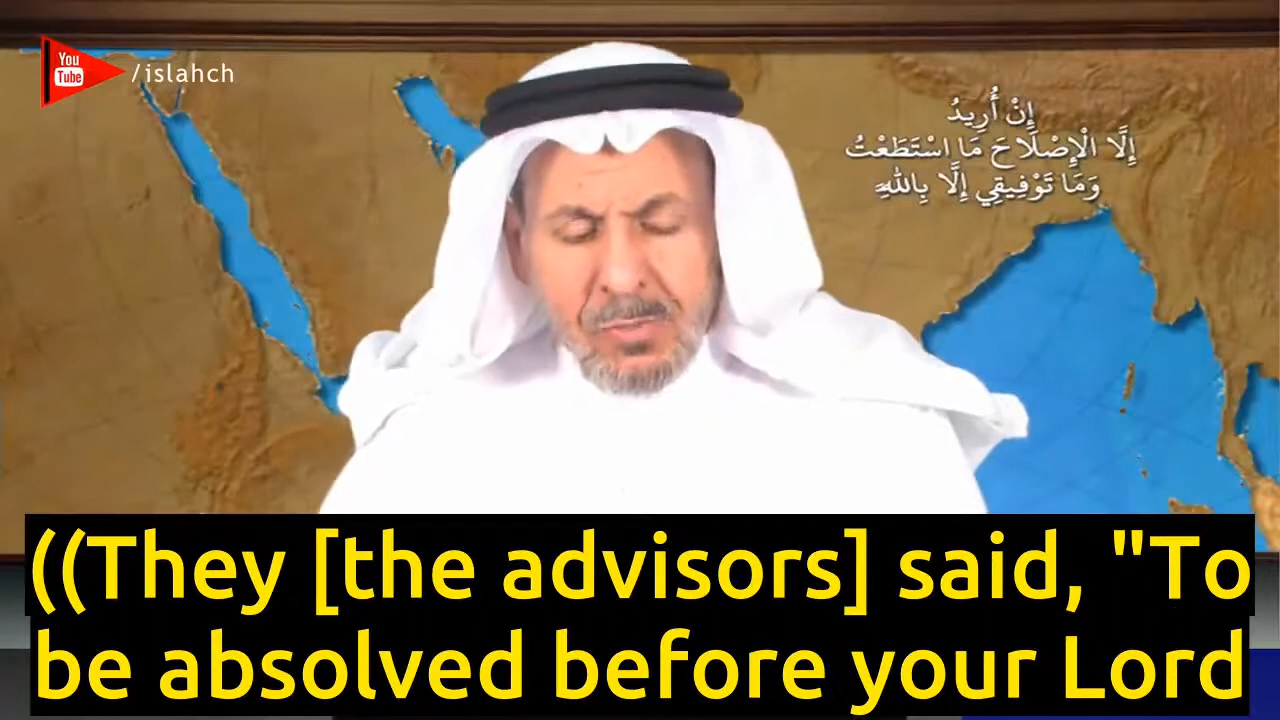 You
Tube
/islahch
إِنْ أُرِيدُ
إِلَّا الْإِصْلَاحَ مَا اسْتَطَعْتُ
وَمَا تَوْفِيقِي إِلَّا بِاللَّهِ
((They [the advisors] said, "To
be absolved before your Lord